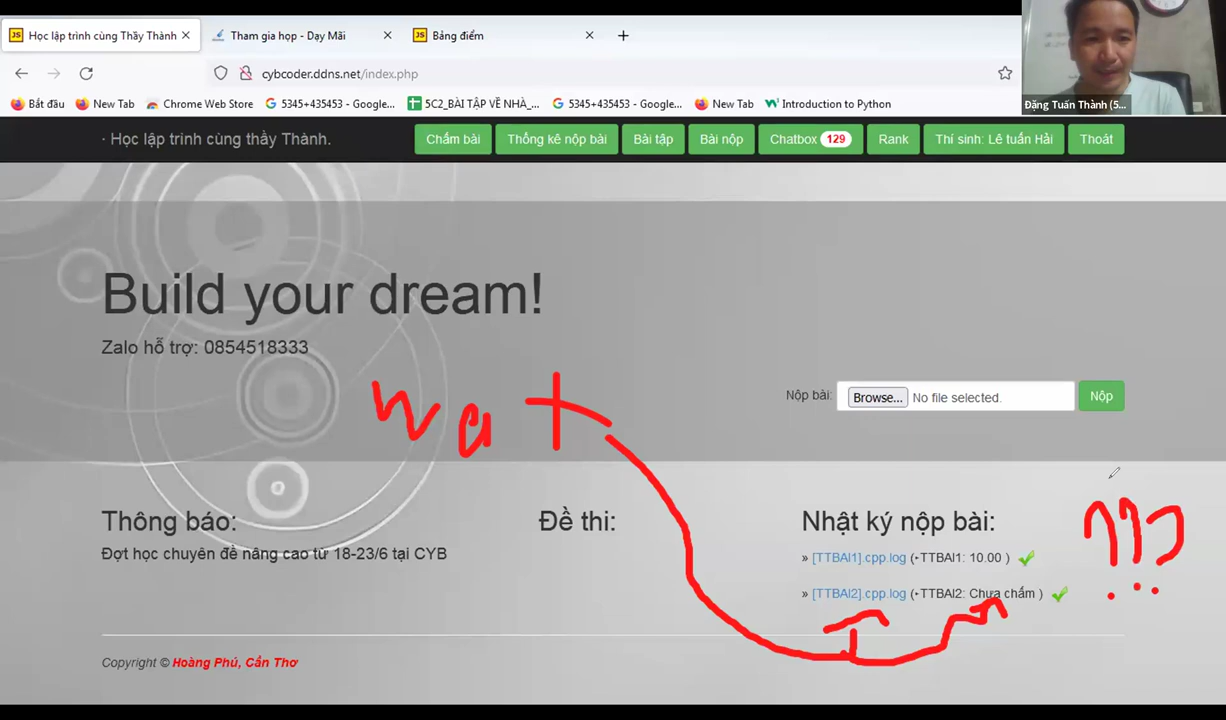 Học lập trình cùng Thầy Thành
Tham gia họp - Dạy Mãi
Bảng điểm
cybcoder.ddns.net/index.php
Bắt đầu
New Tab
Chrome Web Store
5345+435453 - Google...
5C2_BÀI TẬP VỀ NHÀ_...
5345+435453 - Google...
New Tab
Introduction to Python
Đặng Tuấn Thành (5...
· Học lập trình cùng thầy Thành.
Chấm bài
Thống kê nộp bài
Bài tập
Bài nộp
Chatbox 129
Rank
Thí sinh: Lê tuấn Hải
Thoát
Build your dream!
Zalo hỗ trợ: 0854518333
Nộp bài: Browse... No file selected. Nộp
wat
???
Thông báo:
Đợt học chuyên đề nâng cao từ 18-23/6 tại CYB
Đề thi:
Nhật ký nộp bài:
» [TTBAI1].cpp.log (‣TTBAI1: 10.00 )
» [TTBAI2].cpp.log (‣TTBAI2: Chưa chấm )
Copyright © Hoàng Phú, Cần Thơ